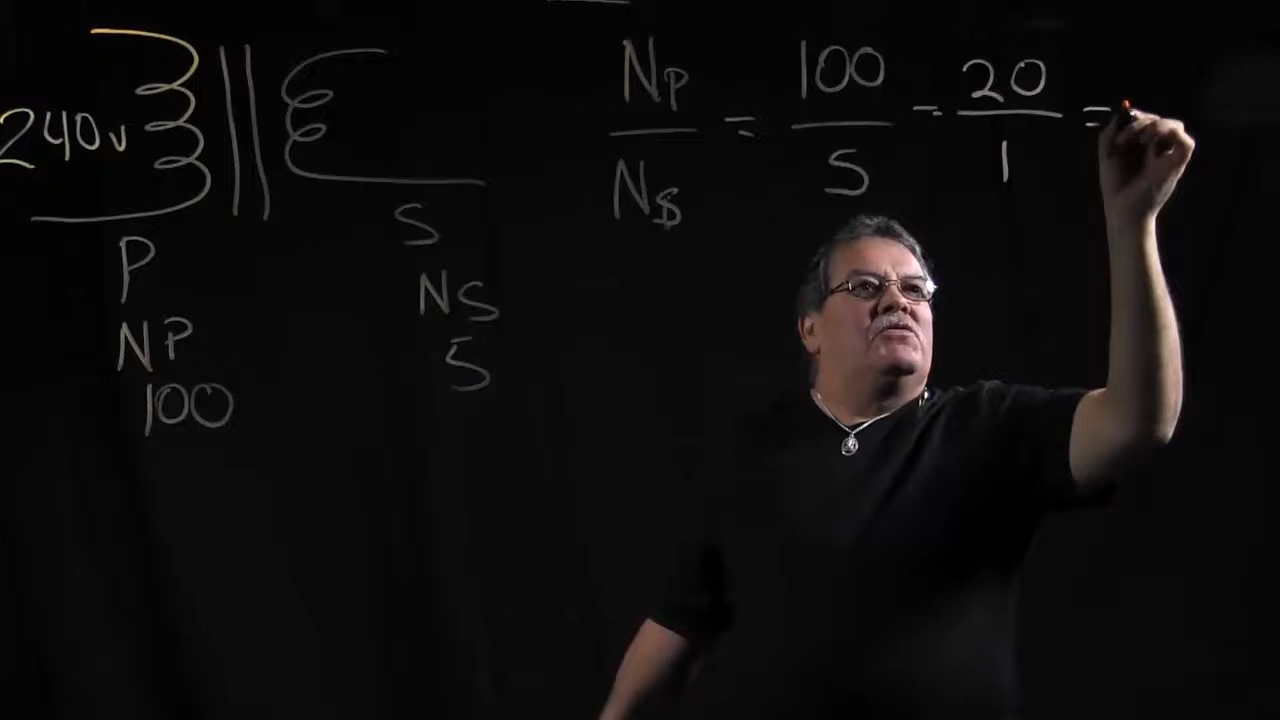 240v
P
NP
100
S
NS
5
NP/NS = 100/5 = 20/1 =